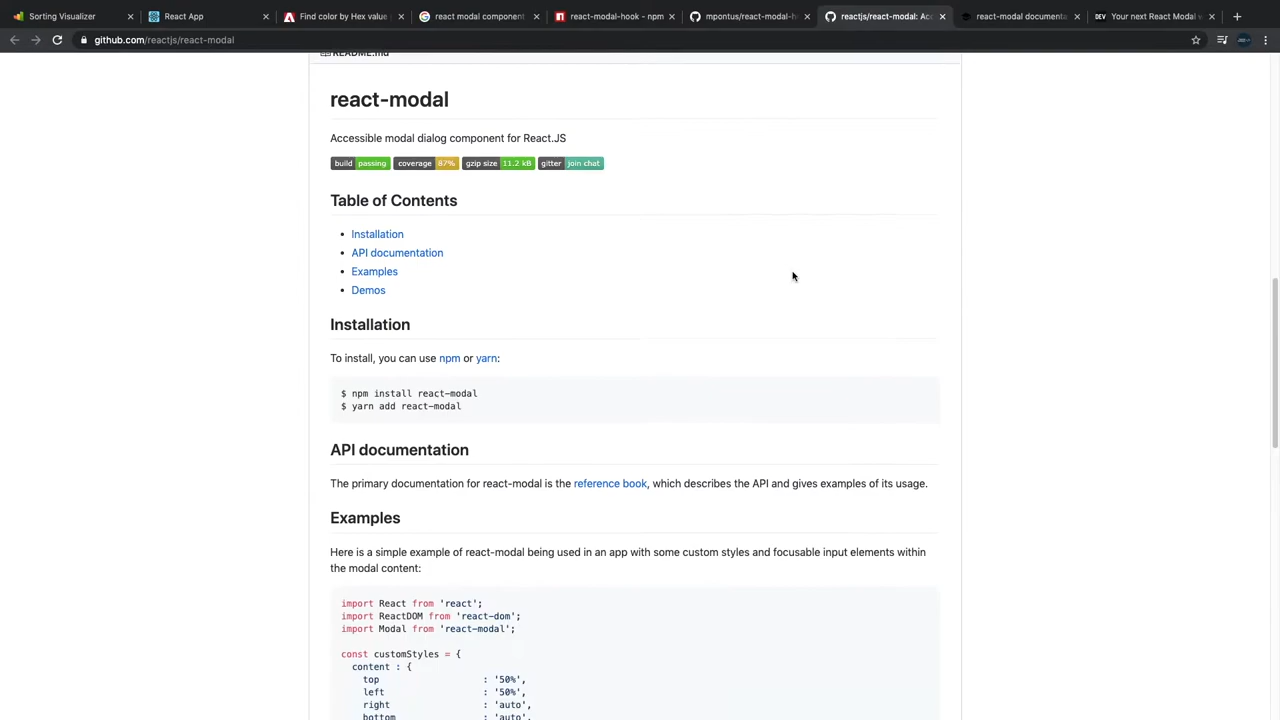 Sorting Visualizer
React App
Find color by Hex value
react modal component
react-modal-hook - npm
mpontus/react-modal-h
reactjs/react-modal: Acc
react-modal documenta
DEV Your next React Modal w
github.com/reactjs/react-modal
README.md
react-modal
Accessible modal dialog component for React.JS
build passing coverage 87% gzip size 11.2 kB gitter join chat
Table of Contents
• Installation
• API documentation
• Examples
• Demos
Installation
To install, you can use npm or yarn:
$ npm install react-modal
$ yarn add react-modal
API documentation
The primary documentation for react-modal is the reference book, which describes the API and gives examples of its usage.
Examples
Here is a simple example of react-modal being used in an app with some custom styles and focusable input elements within
the modal content:
import React from 'react';
import ReactDOM from 'react-dom';
import Modal from 'react-modal';
const customStyles = {
content : {
top : '50%',
left : '50%',
right : 'auto',
bottom : 'auto',